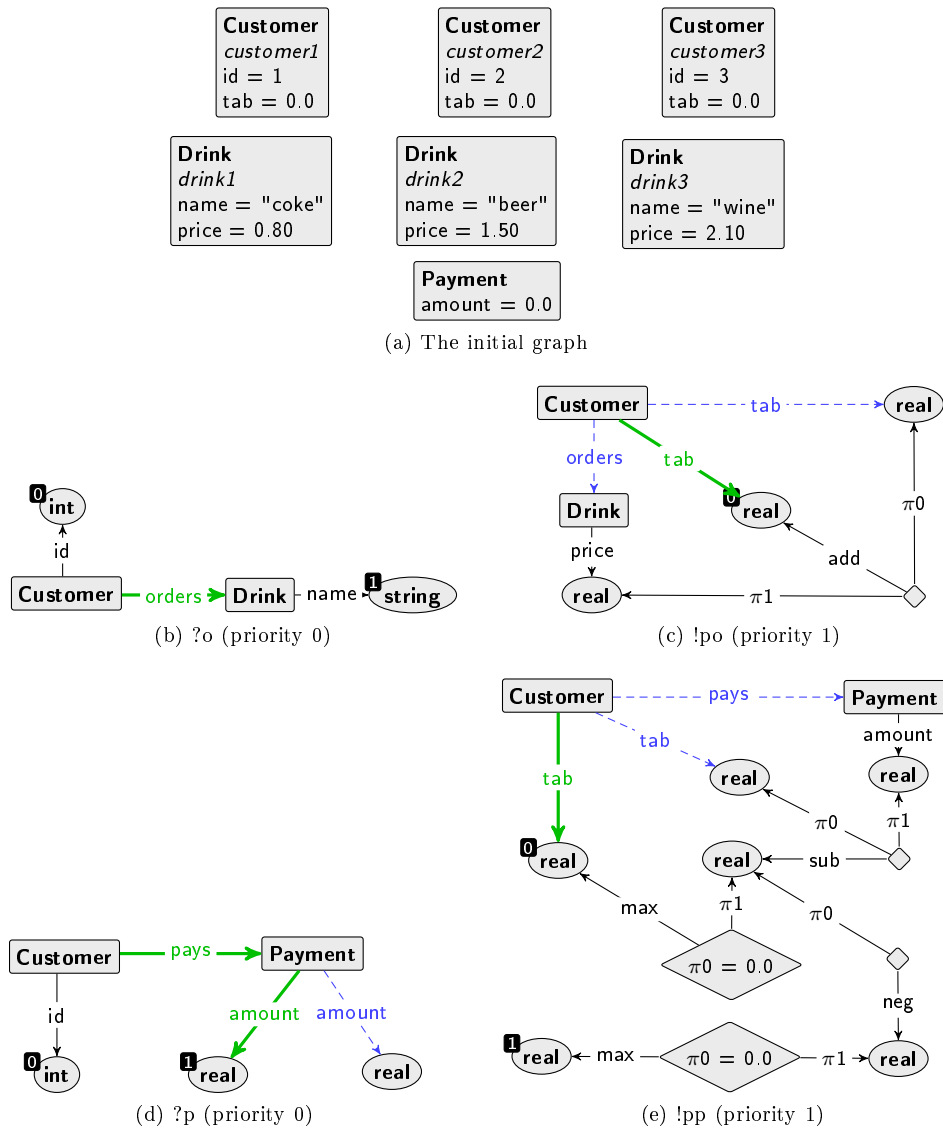 Customer
customer1
id = 1
tab = 0.0
Customer
customer2
id = 2
tab = 0.0
Customer
customer3
id = 3
tab = 0.0
Drink
drink1
name = "coke"
price = 0.80
Drink
drink2
name = "beer"
price = 1.50
Drink
drink3
name = "wine"
price = 2.10
Payment
amount = 0.0
(a) The initial graph
0
int
id
Customer
orders
Drink
name
1
string
(b) ?o (priority 0)
Customer
tab
real
orders
tab
Drink
0
real
π0
price
add
real
π1
(c) !po (priority 1)
Customer
pays
Payment
id
amount
amount
0
int
1
real
real
(d) ?p (priority 0)
Customer
pays
Payment
tab
amount
tab
real
real
π0
π1
0
real
real
sub
max
π1
π0
π0 = 0.0
neg
1
real
max
π0 = 0.0
π1
real
(e) !pp (priority 1)